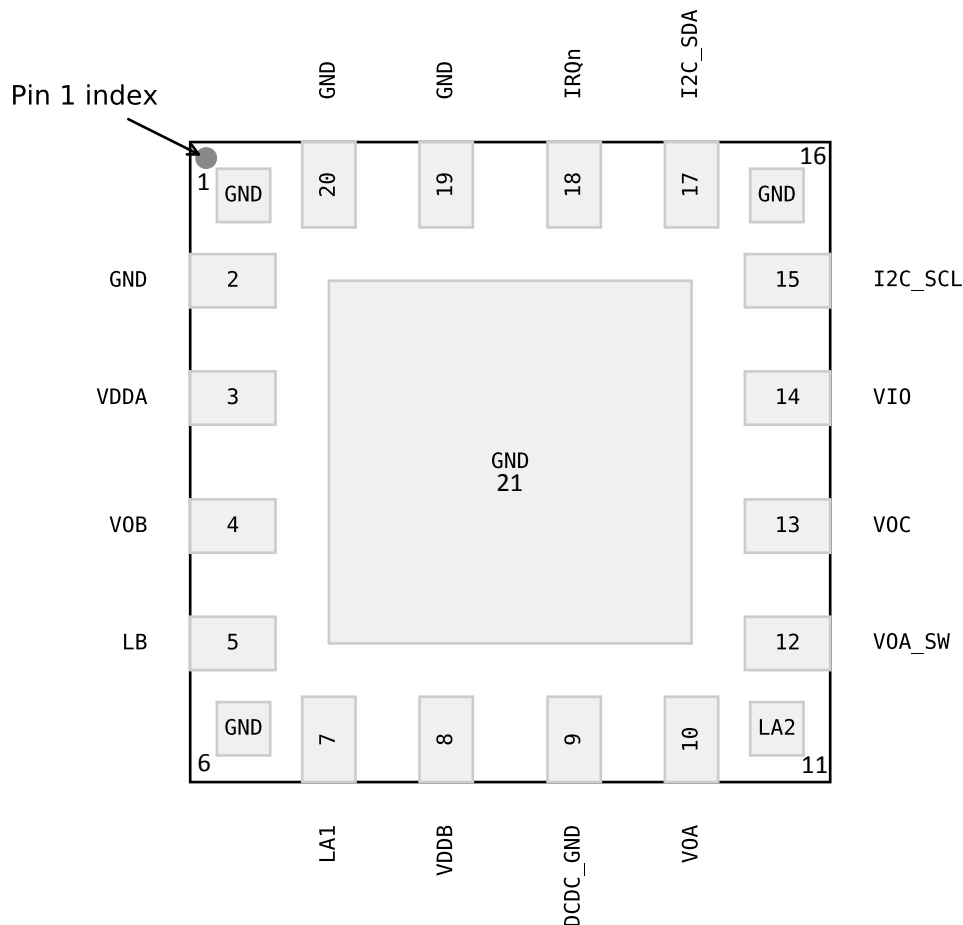 GND
GND
IRQn
I2C_SDA
Pin 1 index
16
1
GND
20
19
18
17
GND
GND
2
15
I2C_SCL
VDDA
3
14
VIO
GND
21
VOB
4
13
VOC
LB
5
12
VOA_SW
GND
7
8
9
10
LA2
6
11
LA1
VDDB
DCDC_GND
VOA